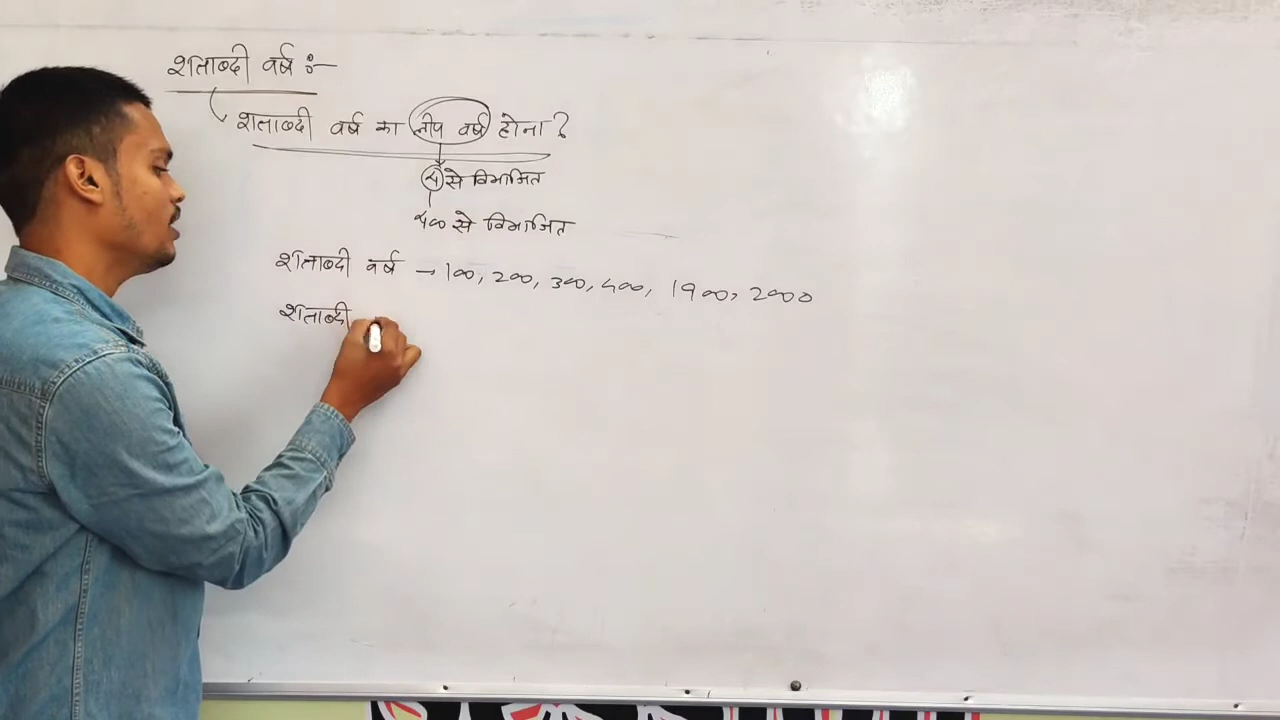 शताब्दी वर्ष :-
शताब्दी वर्ष का लीप वर्ष होना ?
4 से विभाजित
400 से विभाजित
शताब्दी वर्ष → 100, 200, 300, 400, 1900, 2000
शताब्दी